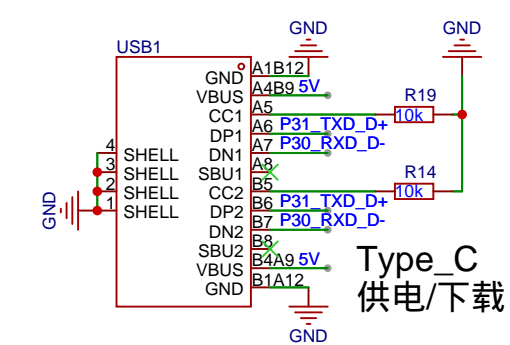 GND
GND
USB1
GND A1B12
VBUS A4B9 5V
CC1 A5 R19 10k
DP1 A6 P31_TXD_D+
DN1 A7 P30_RXD_D-
4 SHELL
3 SHELL
2 SHELL
1 SHELL
GND
SBU1 A8
CC2 B5 R14 10k
DP2 B6 P31_TXD_D+
DN2 B7 P30_RXD_D-
SBU2 B8
VBUS B4A9 5V
GND B1A12
GND
Type_C
供电/下载